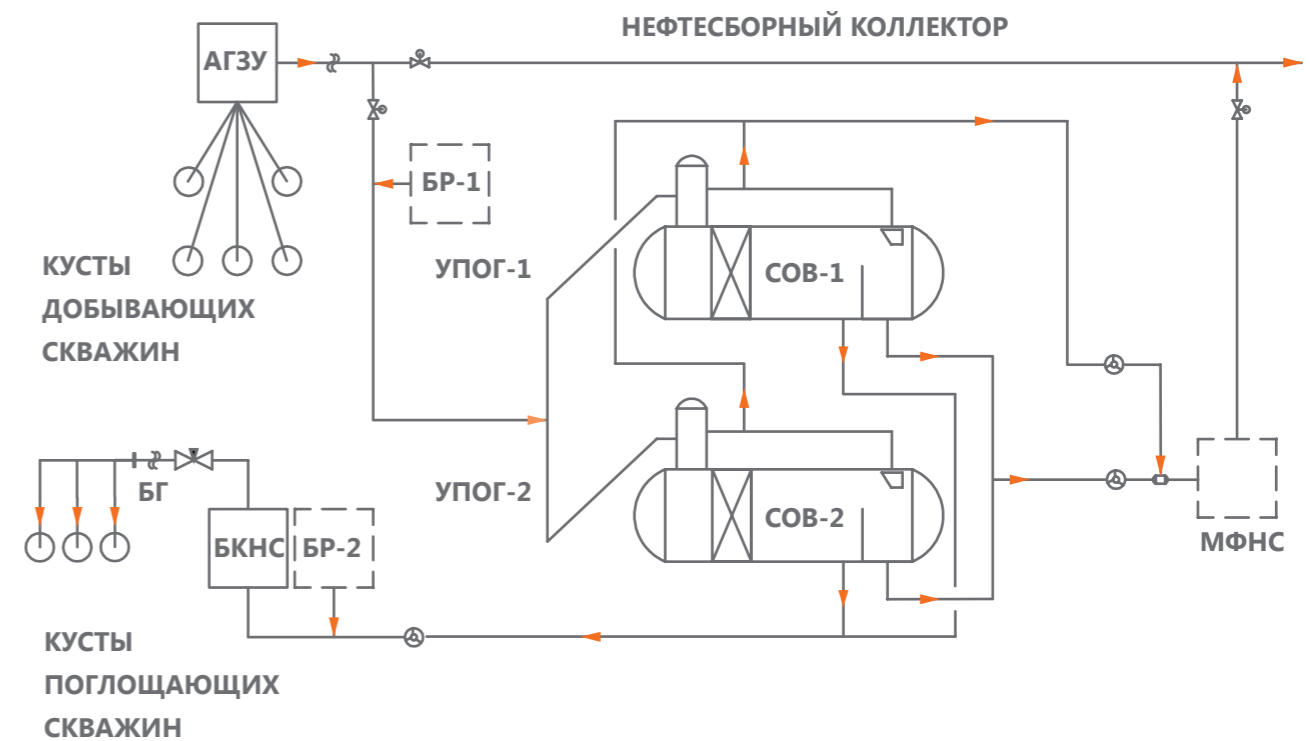 НЕФТЕСБОРНЫЙ КОЛЛЕКТОР
АГЗУ
БР-1
КУСТЫ
ДОБЫВАЮЩИХ
СКВАЖИН
УПОГ-1
СОВ-1
УПОГ-2
СОВ-2
БГ
БКНС
БР-2
МФНС
КУСТЫ
ПОГЛОЩАЮЩИХ
СКВАЖИН